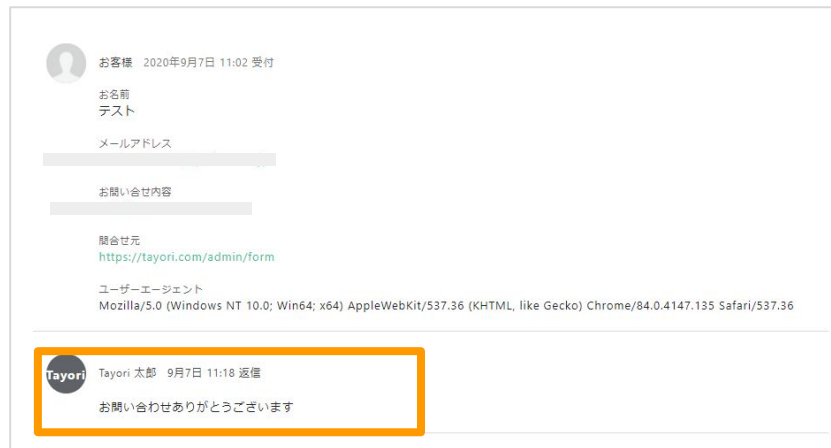 お客様 2020年9月7日 11:02 受付
お名前
テスト
メールアドレス
お問い合せ内容
問合せ元
https://tayori.com/admin/form
ユーザーエージェント
Mozilla/5.0 (Windows NT 10.0; Win64; x64) AppleWebKit/537.36 (KHTML, like Gecko) Chrome/84.0.4147.135 Safari/537.36
Tayori Tayori 太郎 9月7日 11:18 返信
お問い合わせありがとうございます